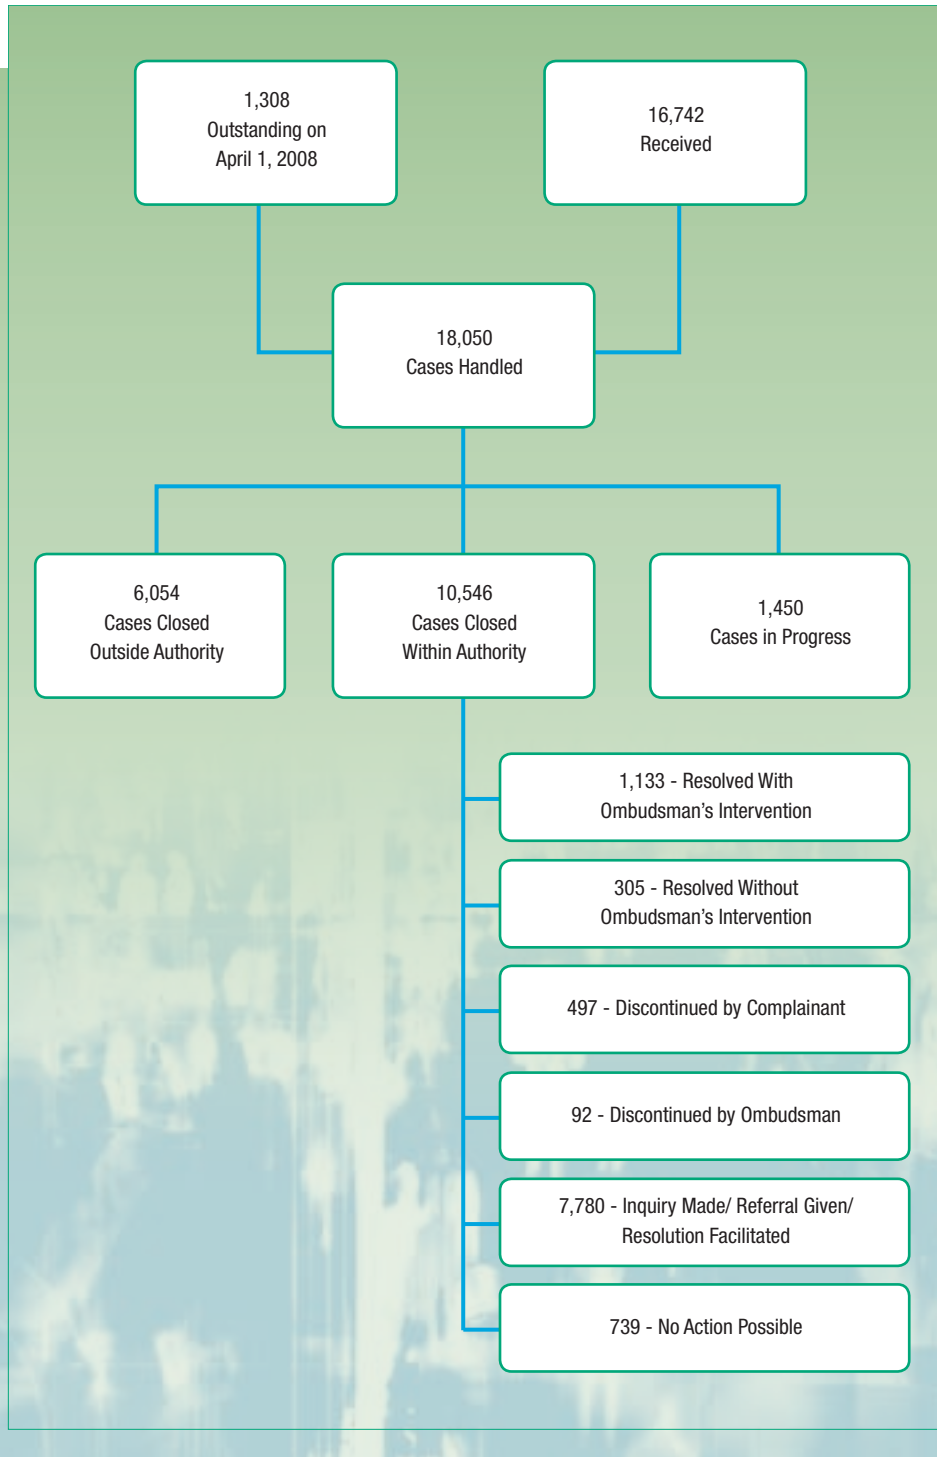 1,308
Outstanding on
April 1, 2008
16,742
Received
18,050
Cases Handled
6,054
Cases Closed
Outside Authority
10,546
Cases Closed
Within Authority
1,450
Cases in Progress
1,133 - Resolved With
Ombudsman’s Intervention
305 - Resolved Without
Ombudsman’s Intervention
497 - Discontinued by Complainant
92 - Discontinued by Ombudsman
7,780 - Inquiry Made/ Referral Given/
Resolution Facilitated
739 - No Action Possible